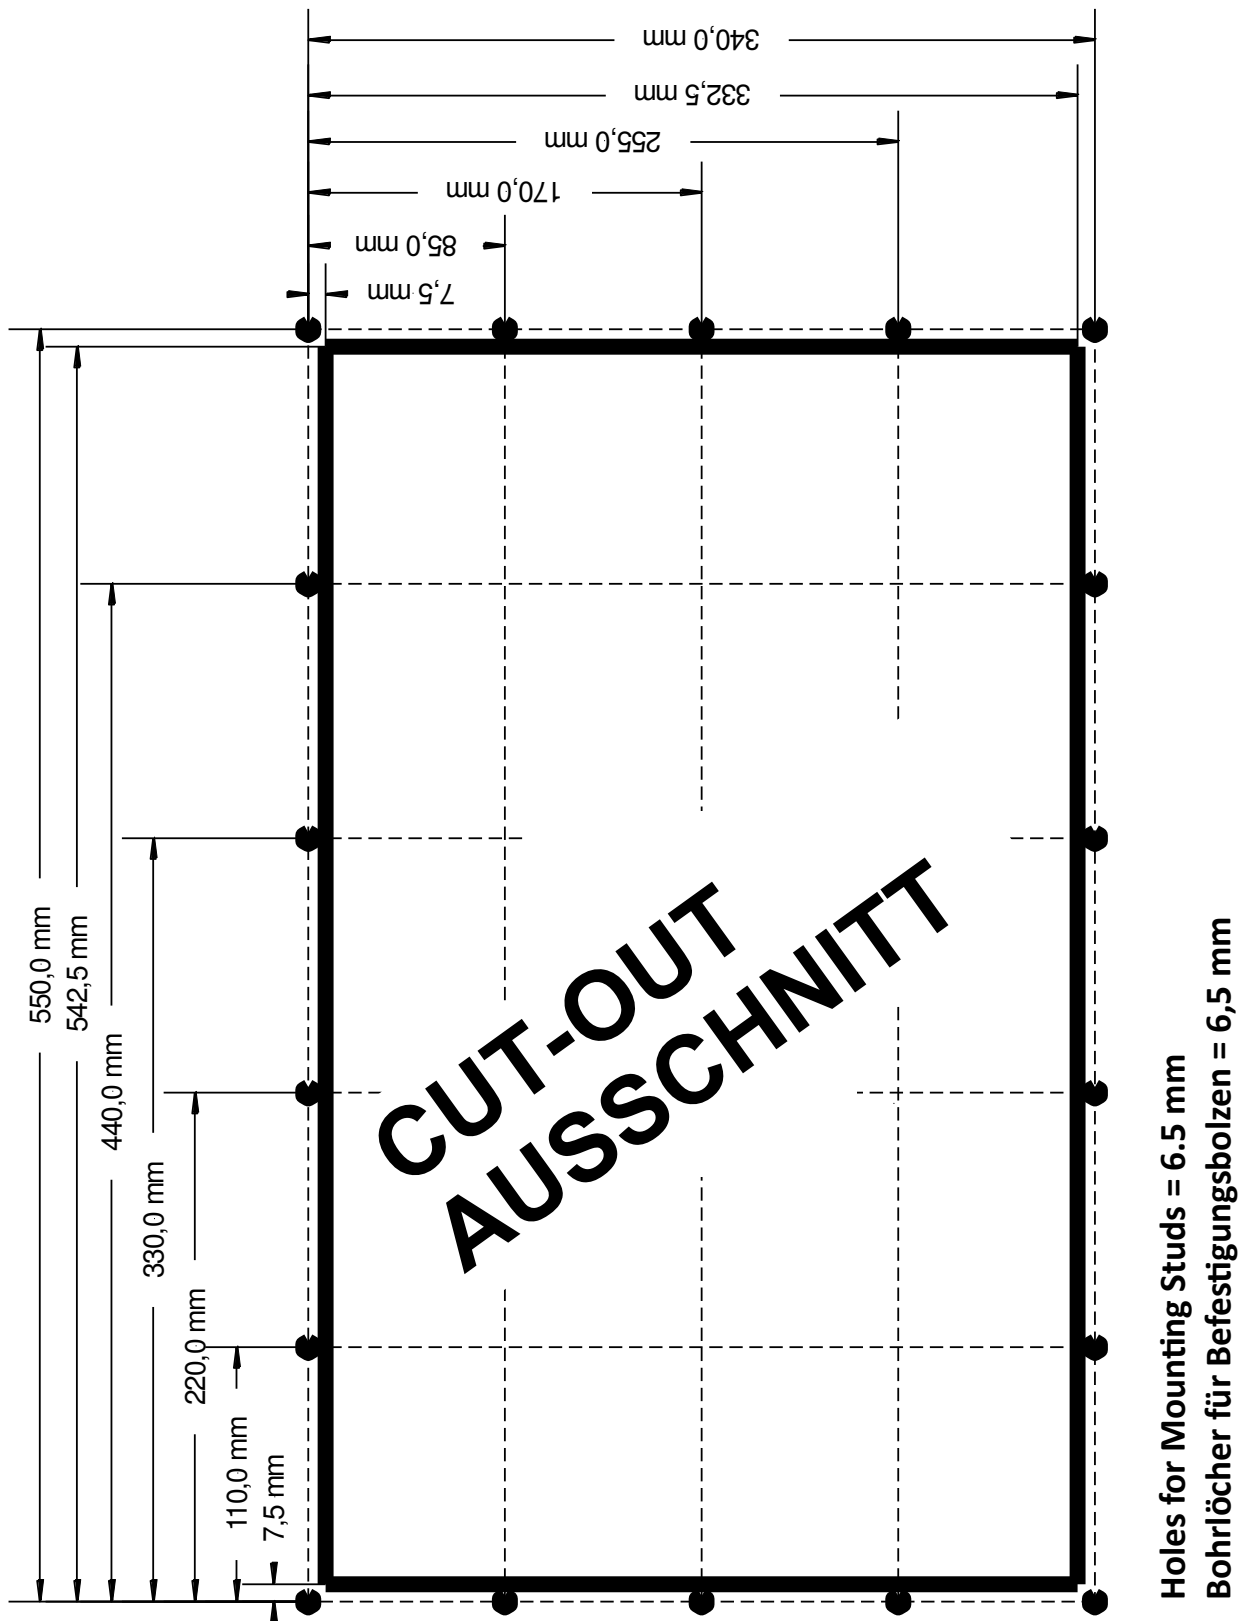 550,0 mm
542,5 mm
440,0 mm
330,0 mm
220,0 mm
110,0 mm
7,5 mm
340,0 mm
332,5 mm
255,0 mm
170,0 mm
85,0 mm
7,5 mm
CUT-OUT
AUSSCHNITT
Holes for Mounting Studs = 6.5 mm
Bohrlöcher für Befestigungsbolzen = 6,5 mm